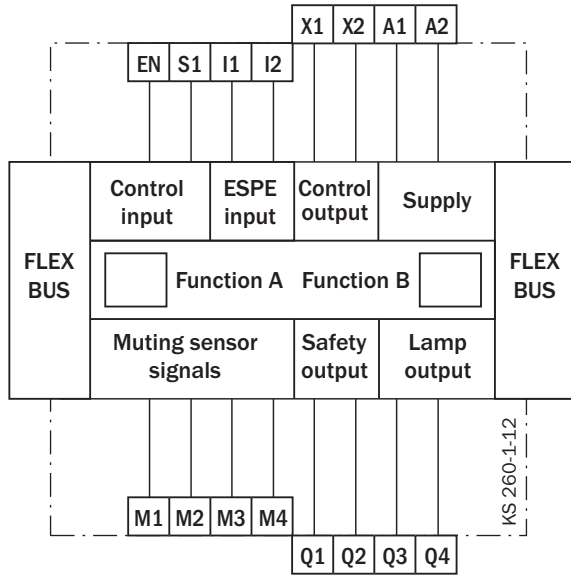 X1 X2 A1 A2
EN S1 I1 I2
Control input
ESPE input
Control output
Supply
FLEX BUS
Function A
Function B
FLEX BUS
Muting sensor signals
Safety output
Lamp output
KS 260-1-12
M1 M2 M3 M4
Q1 Q2 Q3 Q4